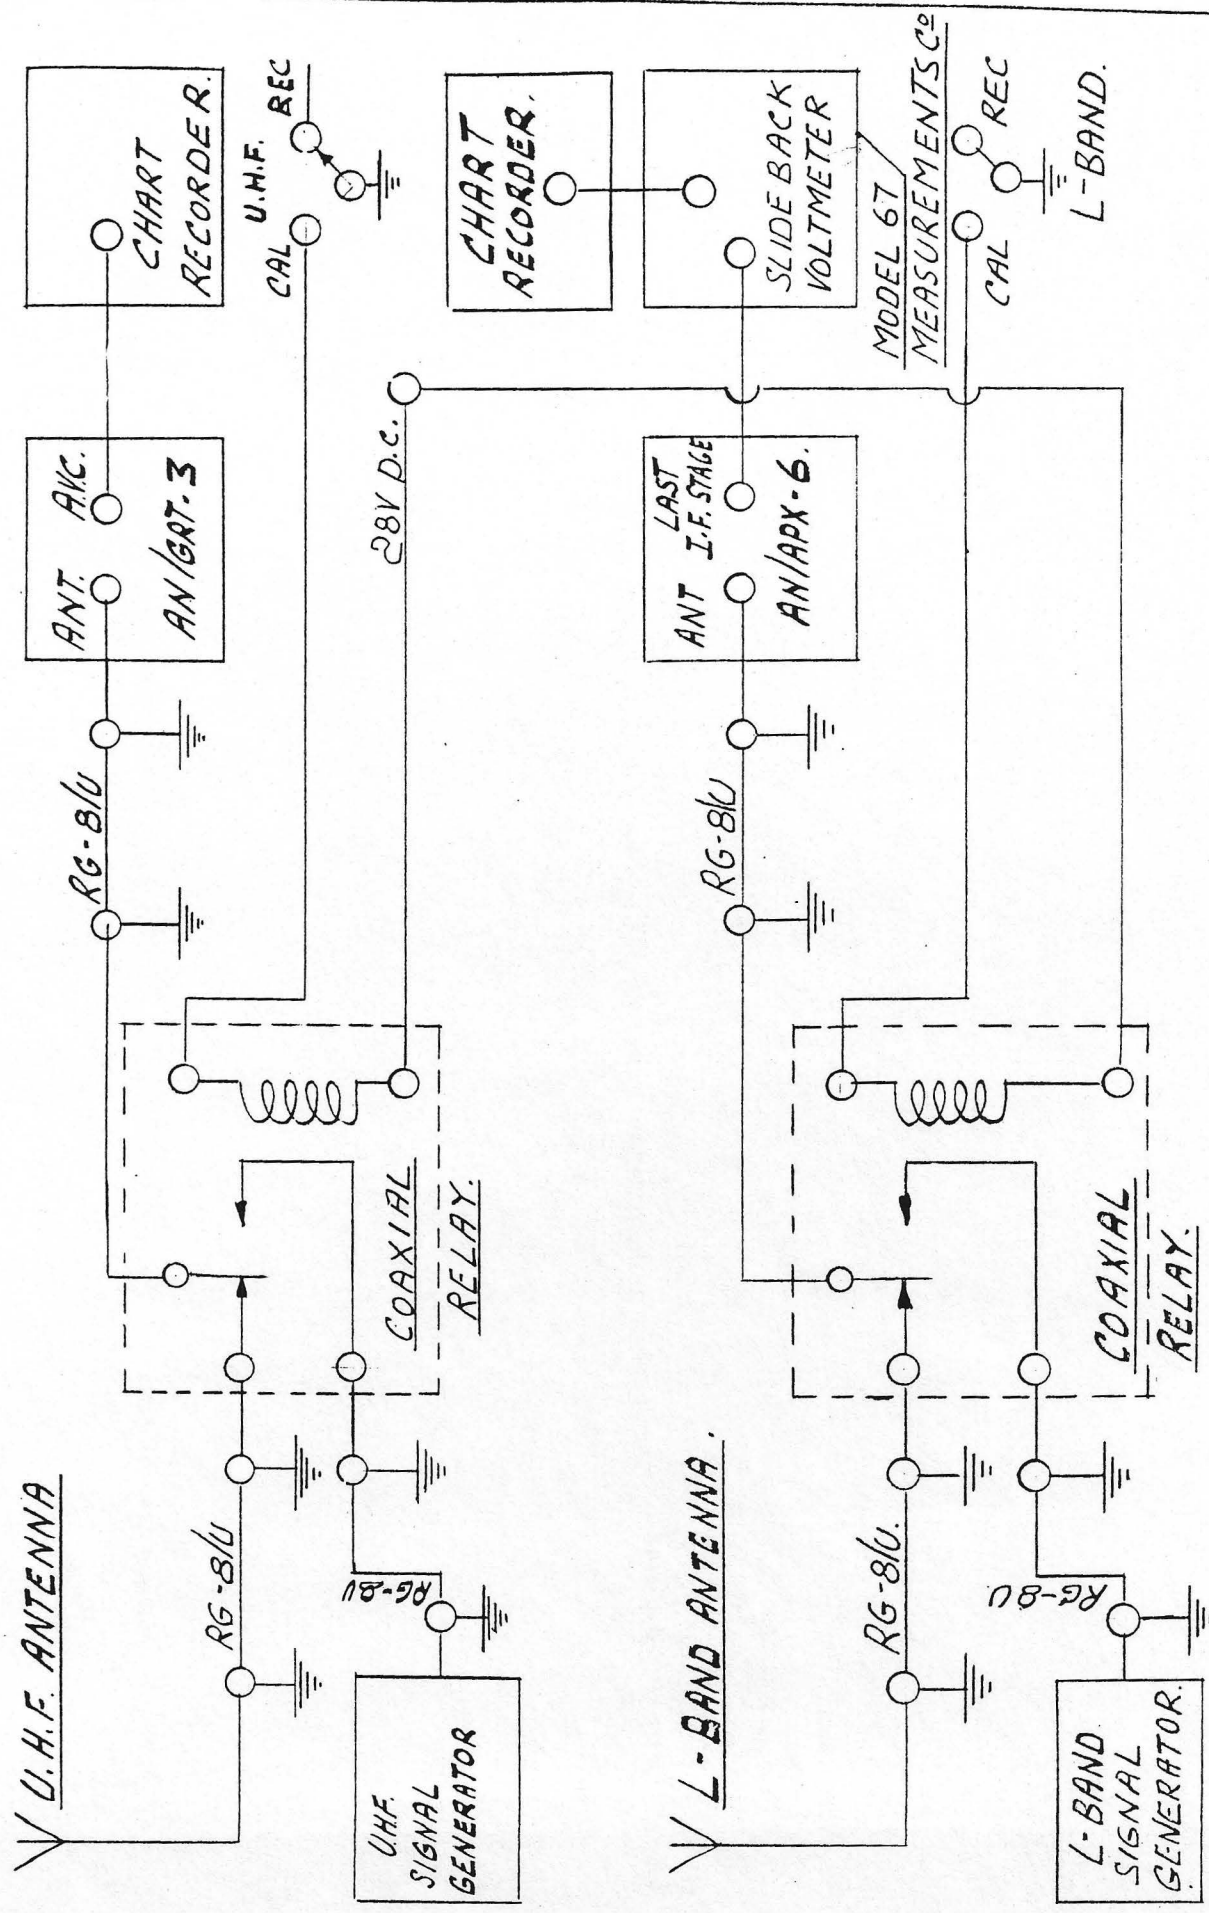 U.H.F. ANTENNA
RG-8/U
RG-8/U
ANT.
A.V.C.
AN/GRT-3
CHART
RECORDER.
U.H.F.
CAL
REC
28V D.C.
COAXIAL
RELAY.
RG-8U
U.H.F.
SIGNAL
GENERATOR
L-BAND ANTENNA.
RG-8/U.
RG-8/U
ANT
LAST
I.F. STAGE
AN/APX-6.
CHART
RECORDER.
SLIDE BACK
VOLTMETER
MODEL 67
MEASUREMENTS Co
CAL
REC
L-BAND.
COAXIAL
RELAY.
RG-8U
L-BAND
SIGNAL
GENERATOR.